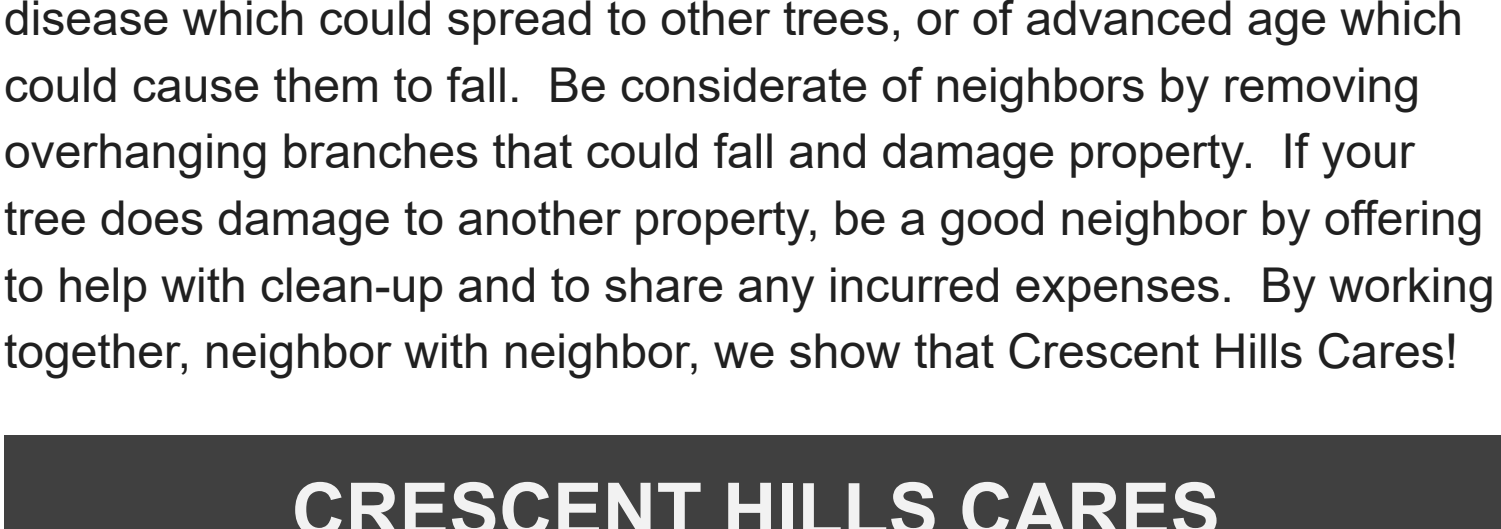 disease which could spread to other trees, or of advanced age which
could cause them to fall.  Be considerate of neighbors by removing
overhanging branches that could fall and damage property.  If your
tree does damage to another property, be a good neighbor by offering
to help with clean-up and to share any incurred expenses.  By working
together, neighbor with neighbor, we show that Crescent Hills Cares!
CRESCENT HILLS CARES